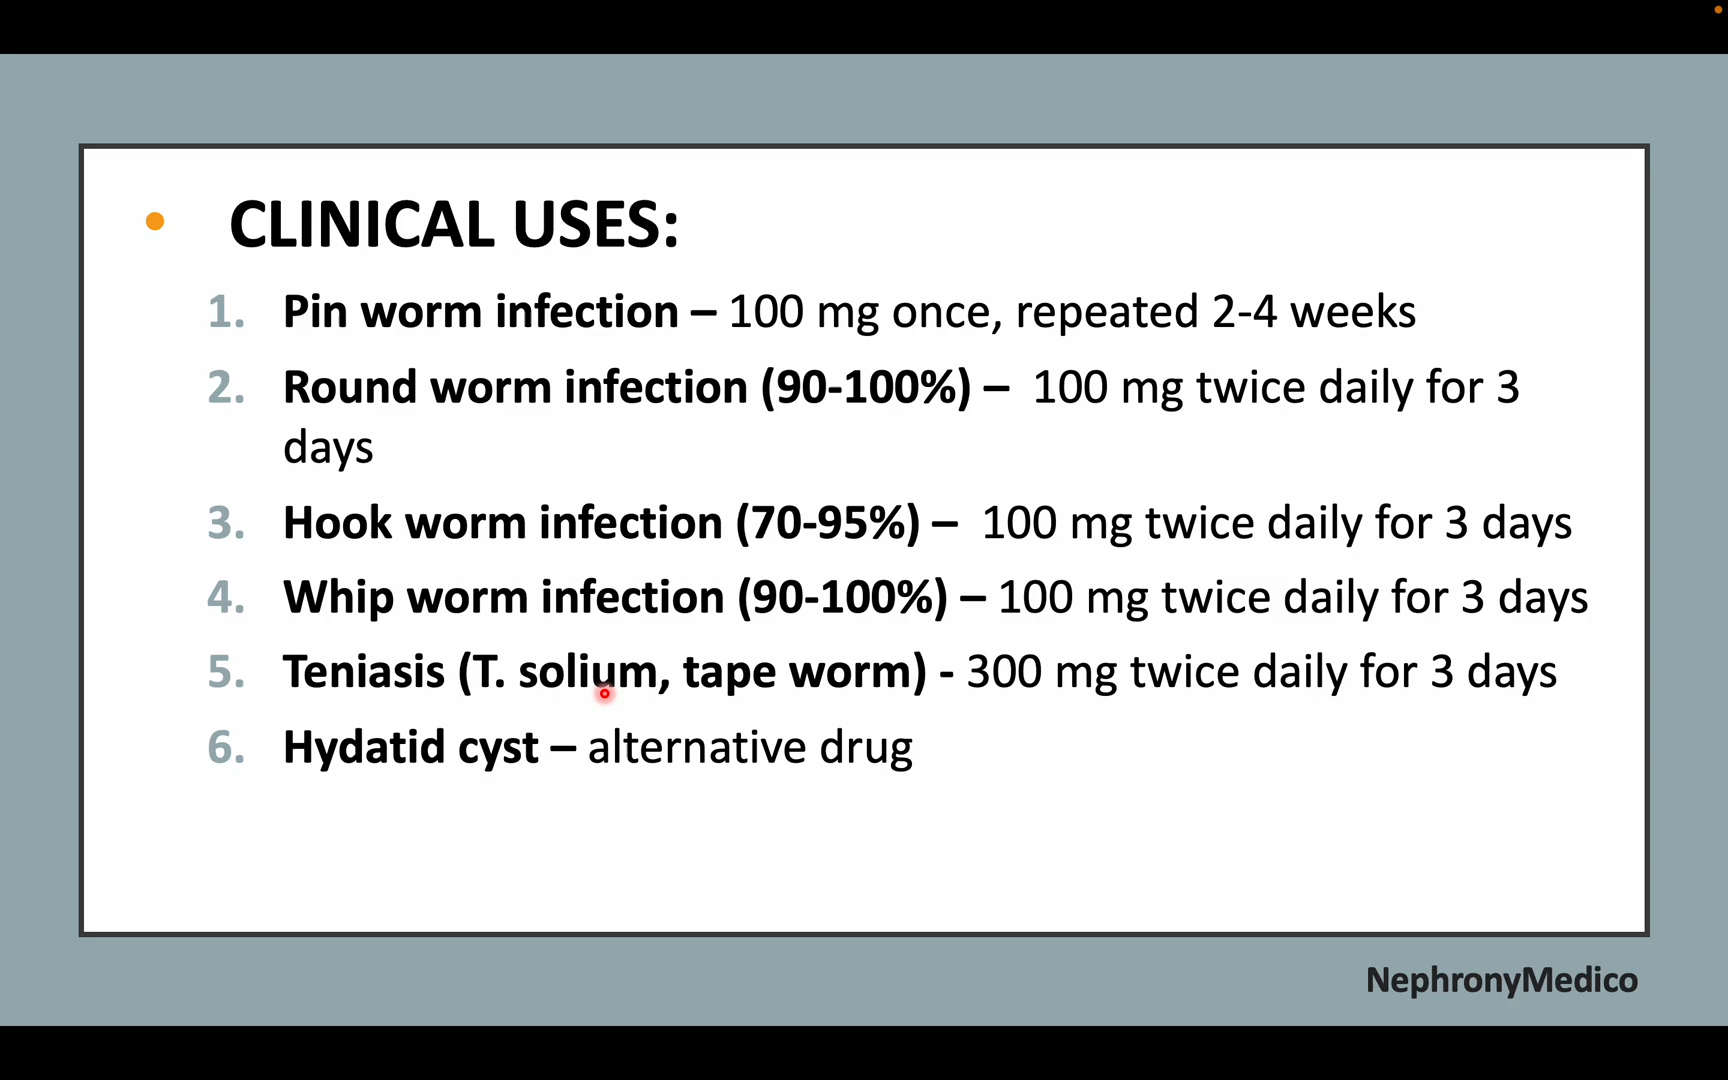 • CLINICAL USES:
1. Pin worm infection – 100 mg once, repeated 2-4 weeks
2. Round worm infection (90-100%) – 100 mg twice daily for 3
days
3. Hook worm infection (70-95%) – 100 mg twice daily for 3 days
4. Whip worm infection (90-100%) – 100 mg twice daily for 3 days
5. Teniasis (T. solium, tape worm) - 300 mg twice daily for 3 days
6. Hydatid cyst – alternative drug
NephronyMedico